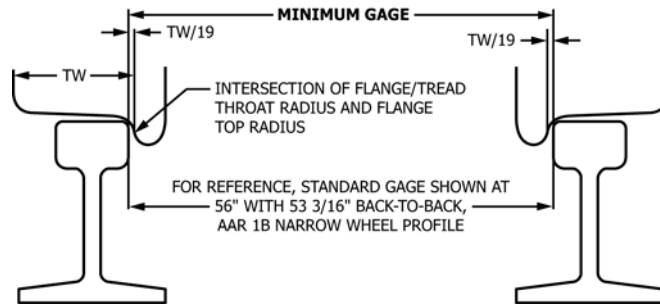 MINIMUM GAGE
TW/19
TW/19
TW
INTERSECTION OF FLANGE/TREAD
THROAT RADIUS AND FLANGE
TOP RADIUS
FOR REFERENCE, STANDARD GAGE SHOWN AT
56" WITH 53 3/16" BACK-TO-BACK,
AAR 1B NARROW WHEEL PROFILE